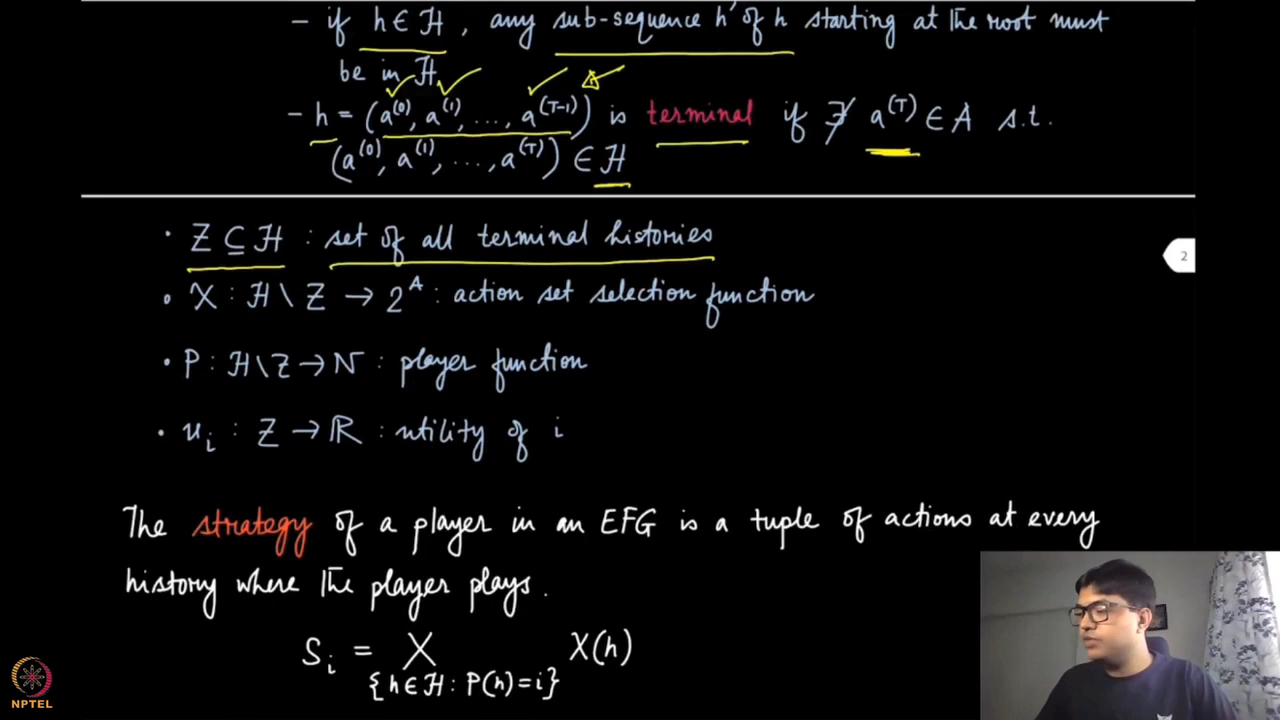 - if h ∈ ℋ, any sub-sequence h' of h starting at the root must
be in ℋ
- h = (a^(0), a^(1), ..., a^(T-1)) is terminal if ∄ a^(T) ∈ A s.t.
(a^(0), a^(1), ..., a^(T)) ∈ ℋ
• Z ⊆ ℋ : set of all terminal histories
• X : ℋ \ Z → 2^A : action set selection function
• P : ℋ \ Z → N : player function
• u_i : Z → ℝ : utility of i
The strategy of a player in an EFG is a tuple of actions at every
history where the player plays.
S_i = X_{h ∈ ℋ : P(h) = i} X(h)
2
NPTEL